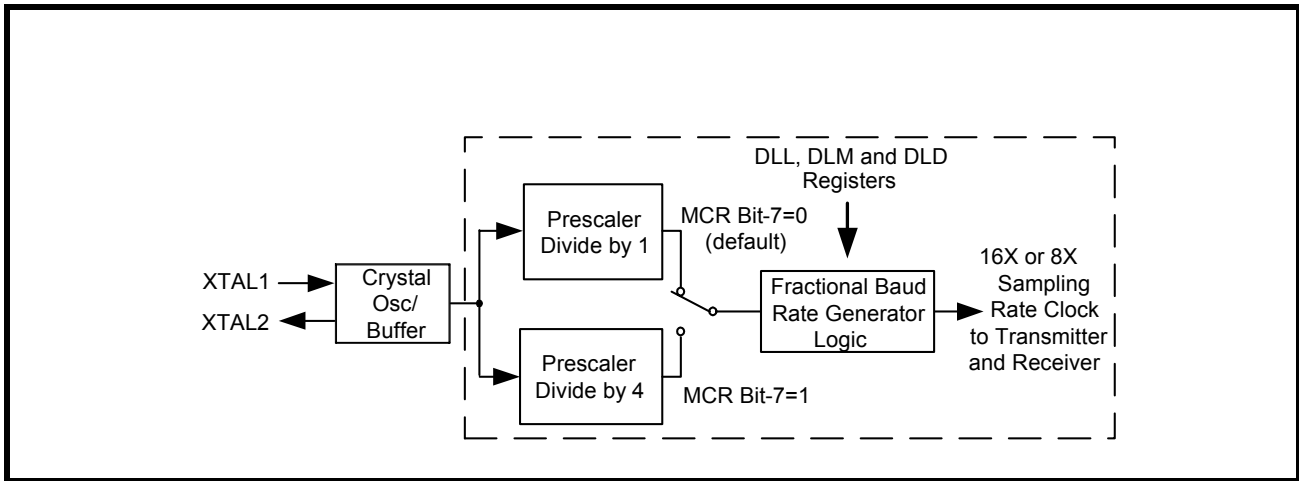 DLL, DLM and DLD
Registers
Prescaler
Divide by 1
MCR Bit-7=0
(default)
XTAL1
XTAL2
Crystal
Osc/
Buffer
Fractional Baud
Rate Generator
Logic
16X or 8X
Sampling
Rate Clock
to Transmitter
and Receiver
Prescaler
Divide by 4
MCR Bit-7=1